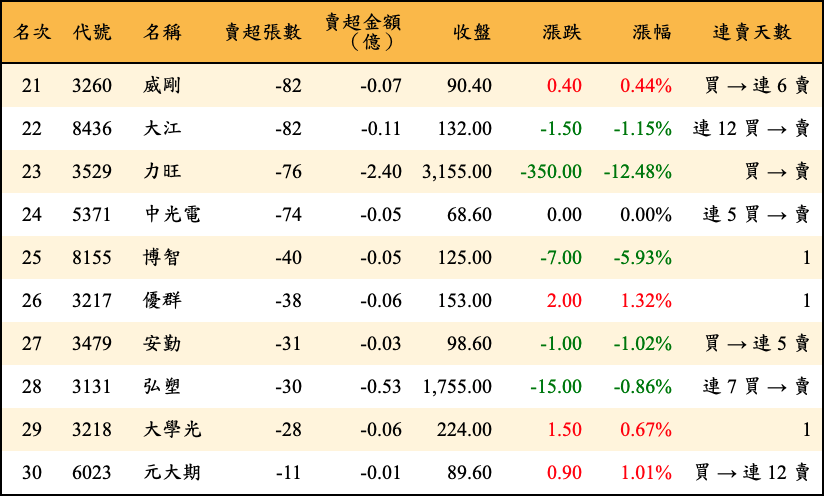 名次 代號 名稱 賣超張數 賣超金額（億） 收盤 漲跌 漲幅 連賣天數
21 3260 威剛 -82 -0.07 90.40 0.40 0.44% 買 → 連 6 賣
22 8436 大江 -82 -0.11 132.00 -1.50 -1.15% 連 12 買 → 賣
23 3529 力旺 -76 -2.40 3,155.00 -350.00 -12.48% 買 → 賣
24 5371 中光電 -74 -0.05 68.60 0.00 0.00% 連 5 買 → 賣
25 8155 博智 -40 -0.05 125.00 -7.00 -5.93% 1
26 3217 優群 -38 -0.06 153.00 2.00 1.32% 1
27 3479 安勤 -31 -0.03 98.60 -1.00 -1.02% 買 → 連 5 賣
28 3131 弘塑 -30 -0.53 1,755.00 -15.00 -0.86% 連 7 買 → 賣
29 3218 大學光 -28 -0.06 224.00 1.50 0.67% 1
30 6023 元大期 -11 -0.01 89.60 0.90 1.01% 買 → 連 12 賣